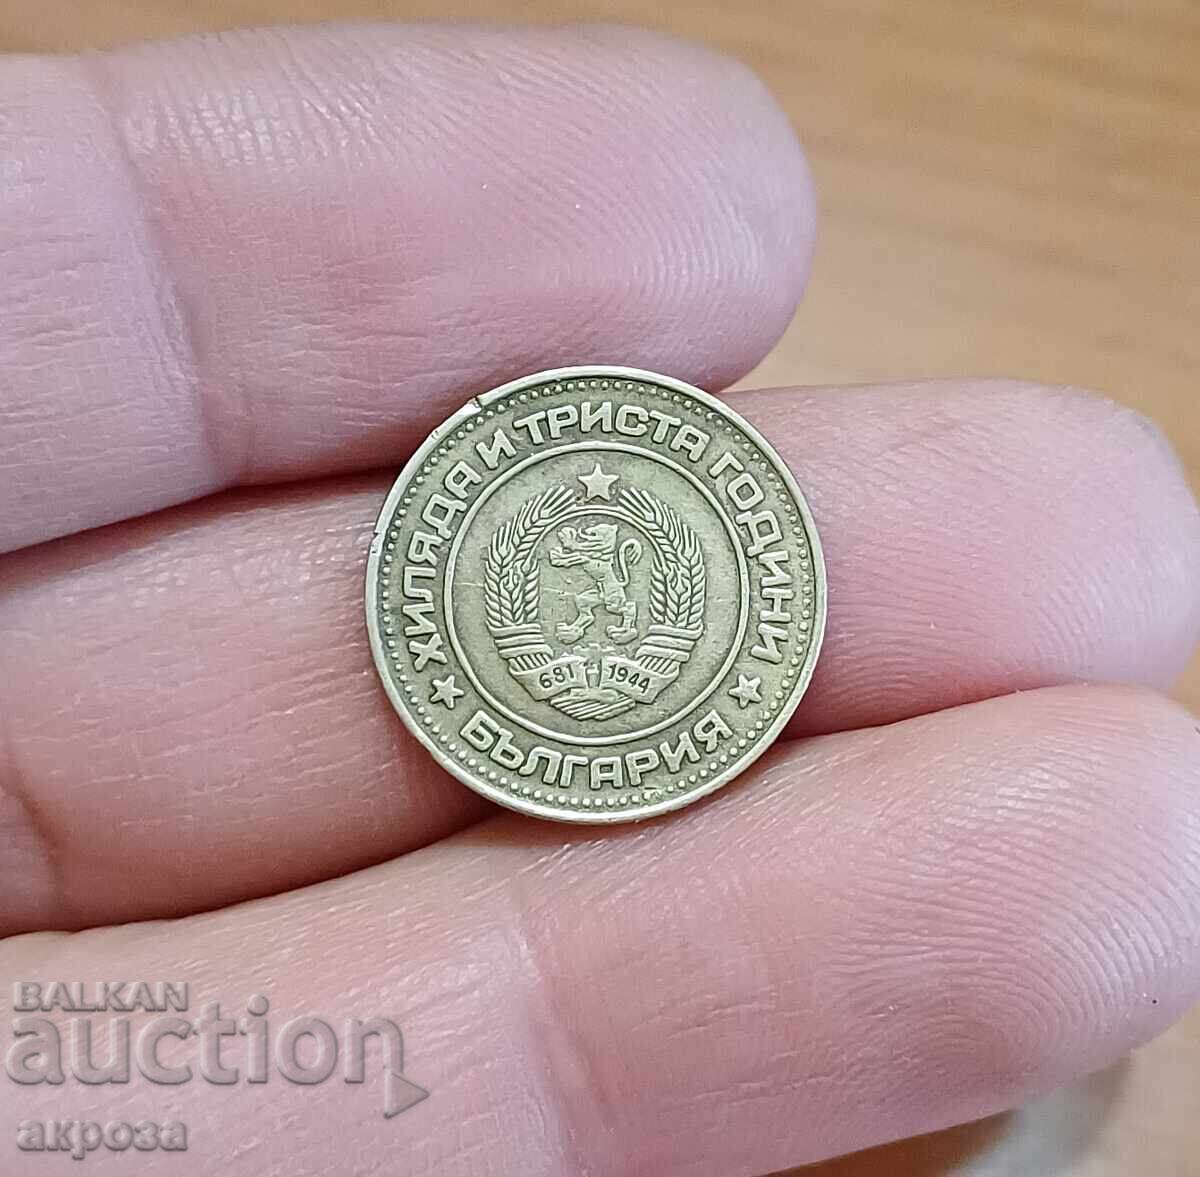 ХИЛЯДА И ТРИСТА ГОДИНИ
681 1944
БЪЛГАРИЯ
BALKAN
auction
акроза